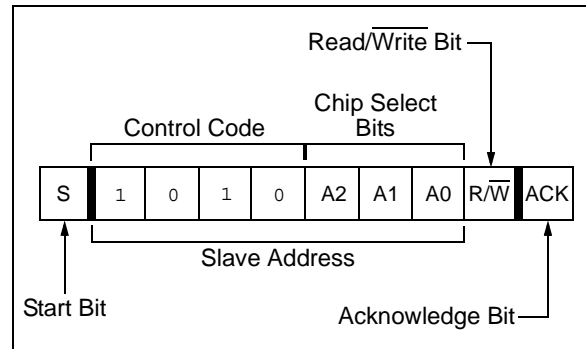 Read/Write Bit
Chip Select
Control Code Bits
S 1 0 1 0 A2 A1 A0 R/W ACK
Slave Address
Start Bit
Acknowledge Bit